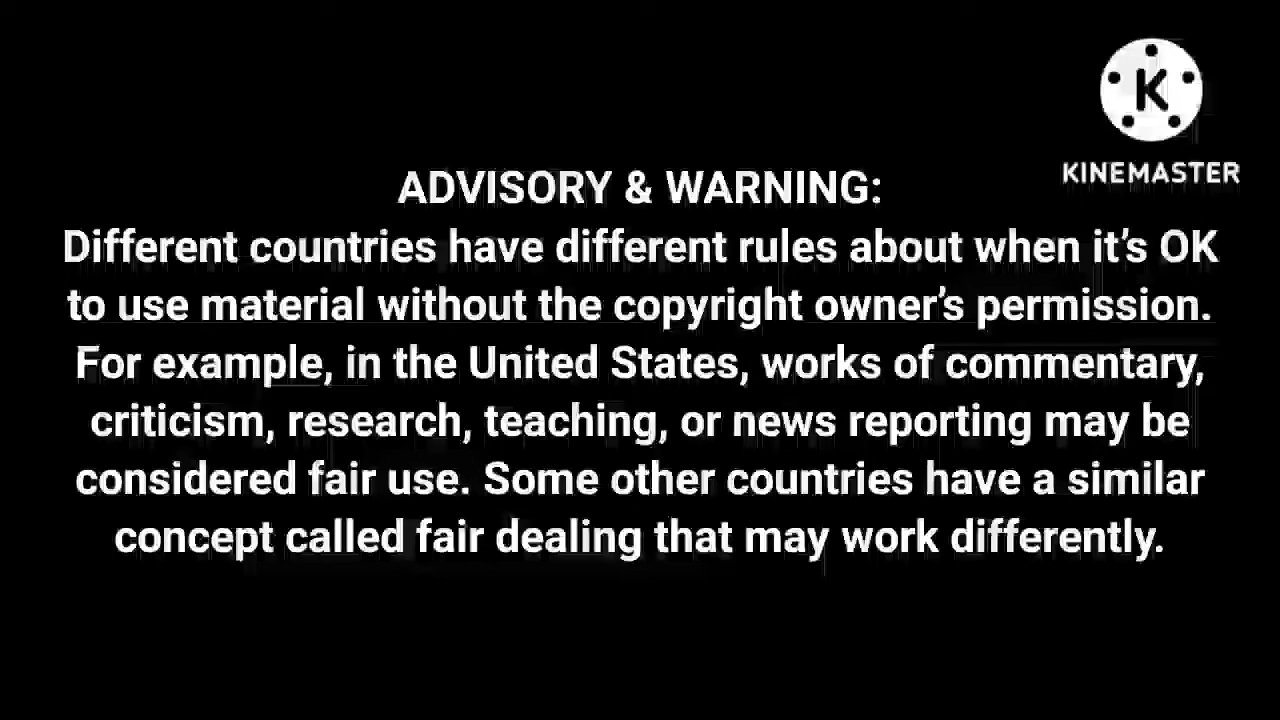 K
KINEMASTER
ADVISORY & WARNING:
Different countries have different rules about when it’s OK
to use material without the copyright owner’s permission.
For example, in the United States, works of commentary,
criticism, research, teaching, or news reporting may be
considered fair use. Some other countries have a similar
concept called fair dealing that may work differently.